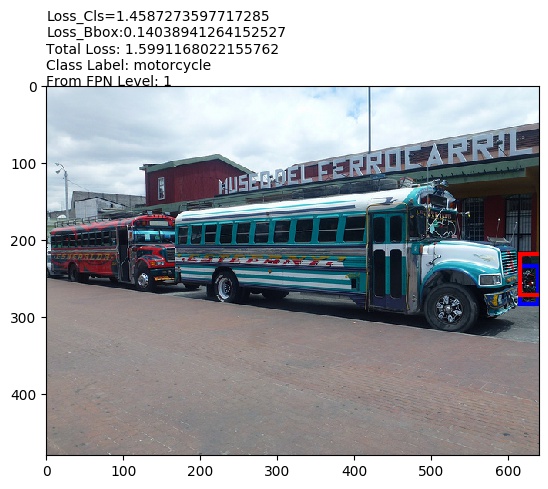 Loss_Cls=1.4587273597717285
Loss_Bbox:0.14038941264152527
Total Loss: 1.5991168022155762
Class Label: motorcycle
From FPN Level: 1
0
100
200
300
400
MUSEO DEL FERROCARRIL
0
100
200
300
400
500
600